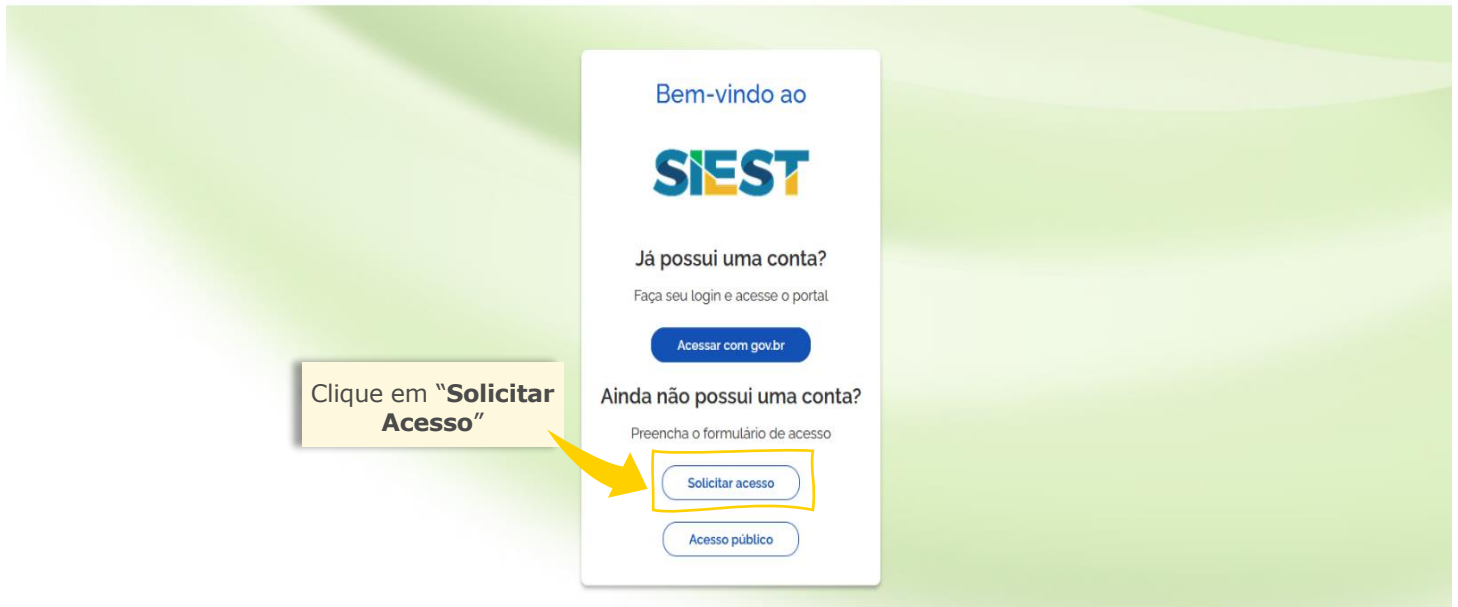 Bem-vindo ao
SIEST
Já possui uma conta?
Faça seu login e acesse o portal
Acessar com gov.br
Clique em “Solicitar
Acesso”
Ainda não possui uma conta?
Preencha o formulário de acesso
Solicitar acesso
Acesso público